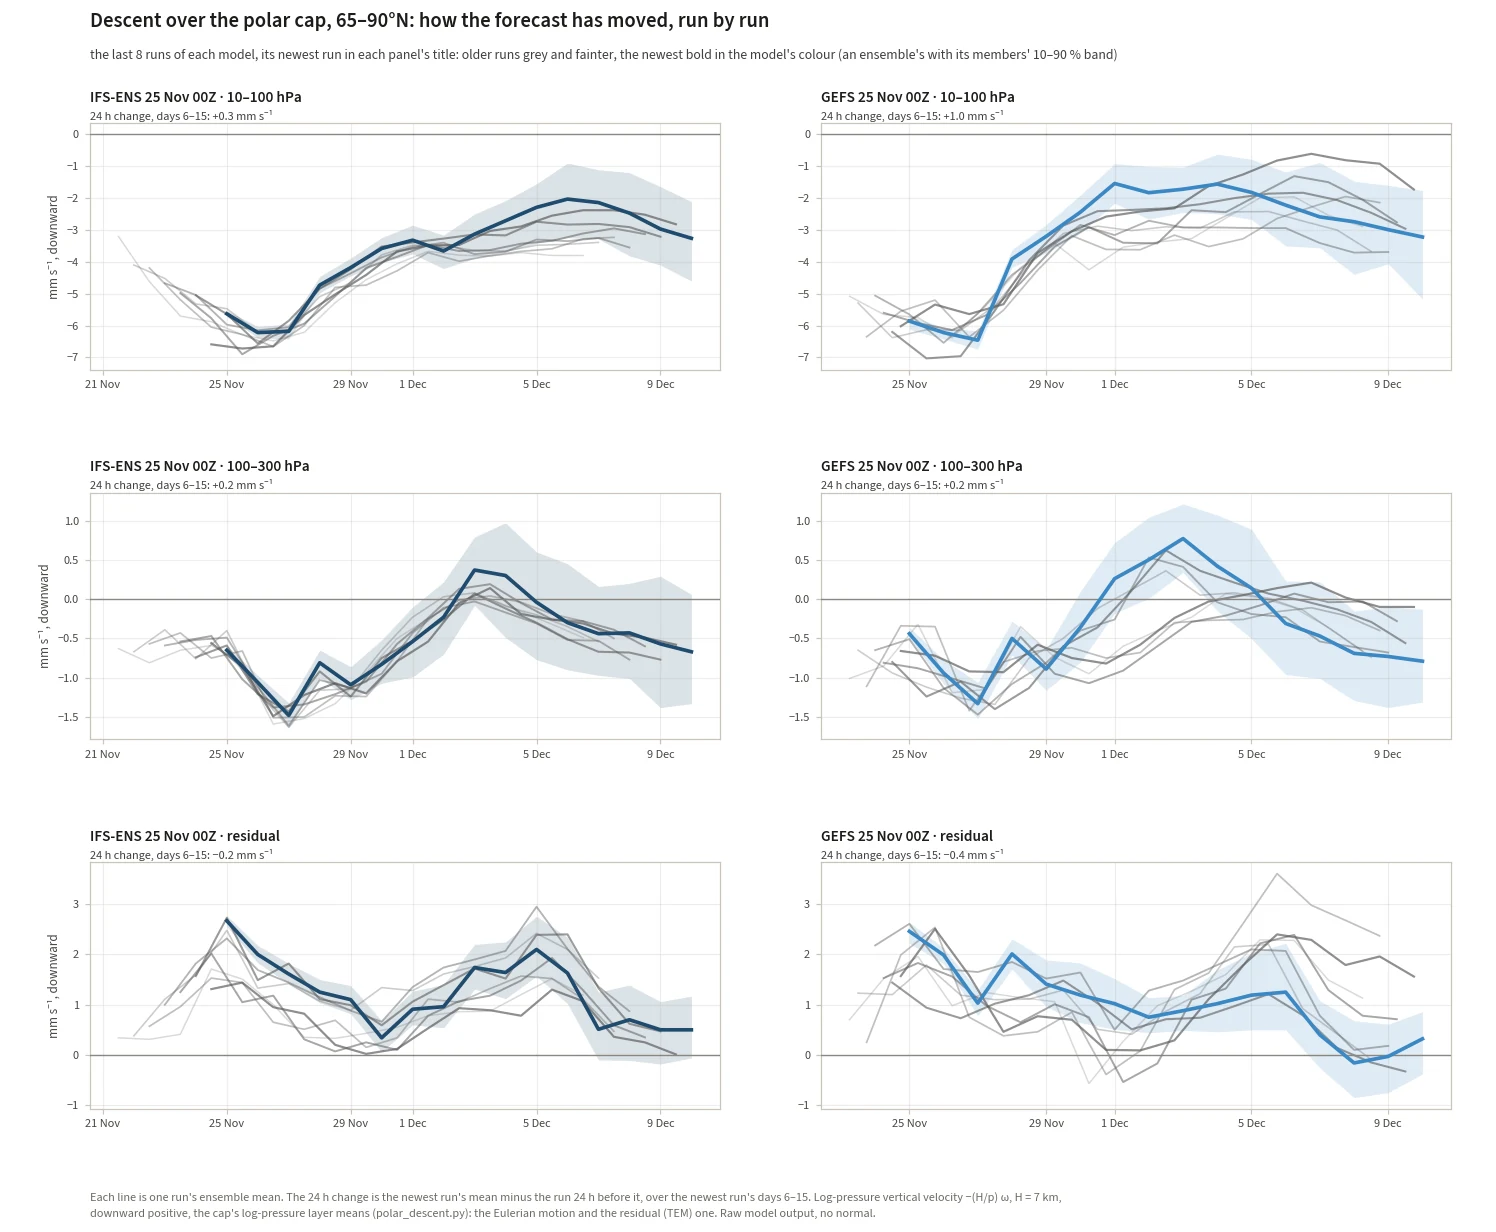 Descent over the polar cap, 65–90°N: how the forecast has moved, run by run
the last 8 runs of each model, its newest run in each panel's title: older runs grey and fainter, the newest bold in the model's colour (an ensemble's with its members' 10–90 % band)
IFS-ENS 25 Nov 00Z · 10–100 hPa
24 h change, days 6–15: +0.3 mm s⁻¹
mm s⁻¹, downward
0
−1
−2
−3
−4
−5
−6
−7
21 Nov
25 Nov
29 Nov
1 Dec
5 Dec
9 Dec
GEFS 25 Nov 00Z · 10–100 hPa
24 h change, days 6–15: +1.0 mm s⁻¹
0
−1
−2
−3
−4
−5
−6
−7
25 Nov
29 Nov
1 Dec
5 Dec
9 Dec
IFS-ENS 25 Nov 00Z · 100–300 hPa
24 h change, days 6–15: +0.2 mm s⁻¹
mm s⁻¹, downward
1.0
0.5
0.0
−0.5
−1.0
−1.5
21 Nov
25 Nov
29 Nov
1 Dec
5 Dec
9 Dec
GEFS 25 Nov 00Z · 100–300 hPa
24 h change, days 6–15: +0.2 mm s⁻¹
1.0
0.5
0.0
−0.5
−1.0
−1.5
25 Nov
29 Nov
1 Dec
5 Dec
9 Dec
IFS-ENS 25 Nov 00Z · residual
24 h change, days 6–15: −0.2 mm s⁻¹
mm s⁻¹, downward
3
2
1
0
−1
21 Nov
25 Nov
29 Nov
1 Dec
5 Dec
9 Dec
GEFS 25 Nov 00Z · residual
24 h change, days 6–15: −0.4 mm s⁻¹
3
2
1
0
−1
25 Nov
29 Nov
1 Dec
5 Dec
9 Dec
Each line is one run's ensemble mean. The 24 h change is the newest run's mean minus the run 24 h before it, over the newest run's days 6–15. Log-pressure vertical velocity −(H/p) ω, H = 7 km,
downward positive, the cap's log-pressure layer means (polar_descent.py): the Eulerian motion and the residual (TEM) one. Raw model output, no normal.